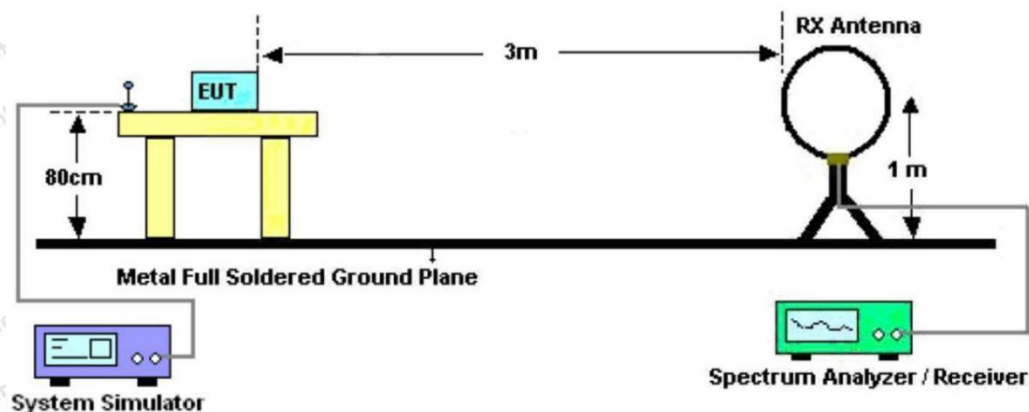 RX Antenna
3m
EUT
80cm
1 m
Metal Full Soldered Ground Plane
Spectrum Analyzer / Receiver
System Simulator